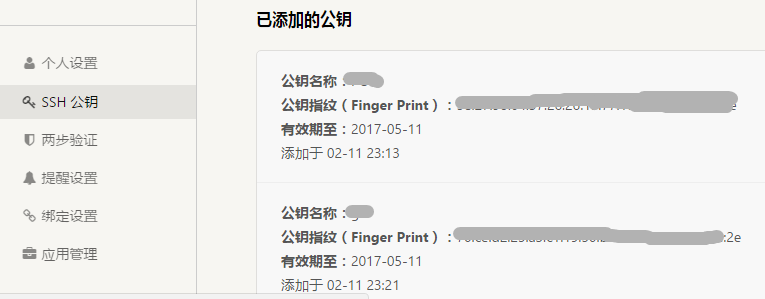 已添加的公钥
个人设置
SSH 公钥
两步验证
提醒设置
绑定设置
应用管理
公钥名称：
公钥指纹（Finger Print）：
有效期至：2017-05-11
添加于 02-11 23:13
公钥名称：
公钥指纹（Finger Print）： :2e
有效期至：2017-05-11
添加于 02-11 23:21